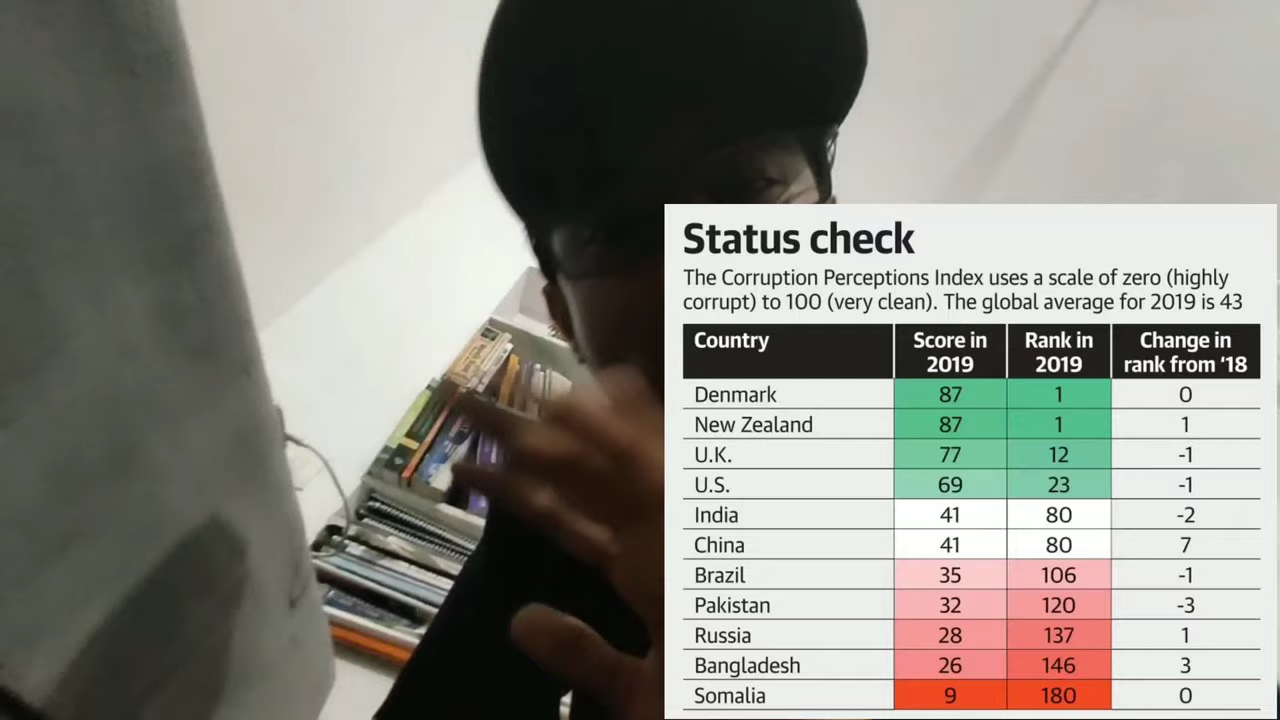 Status check
The Corruption Perceptions Index uses a scale of zero (highly
corrupt) to 100 (very clean). The global average for 2019 is 43
Country Score in 2019 Rank in 2019 Change in rank from '18
Denmark 87 1 0
New Zealand 87 1 1
U.K. 77 12 -1
U.S. 69 23 -1
India 41 80 -2
China 41 80 7
Brazil 35 106 -1
Pakistan 32 120 -3
Russia 28 137 1
Bangladesh 26 146 3
Somalia 9 180 0